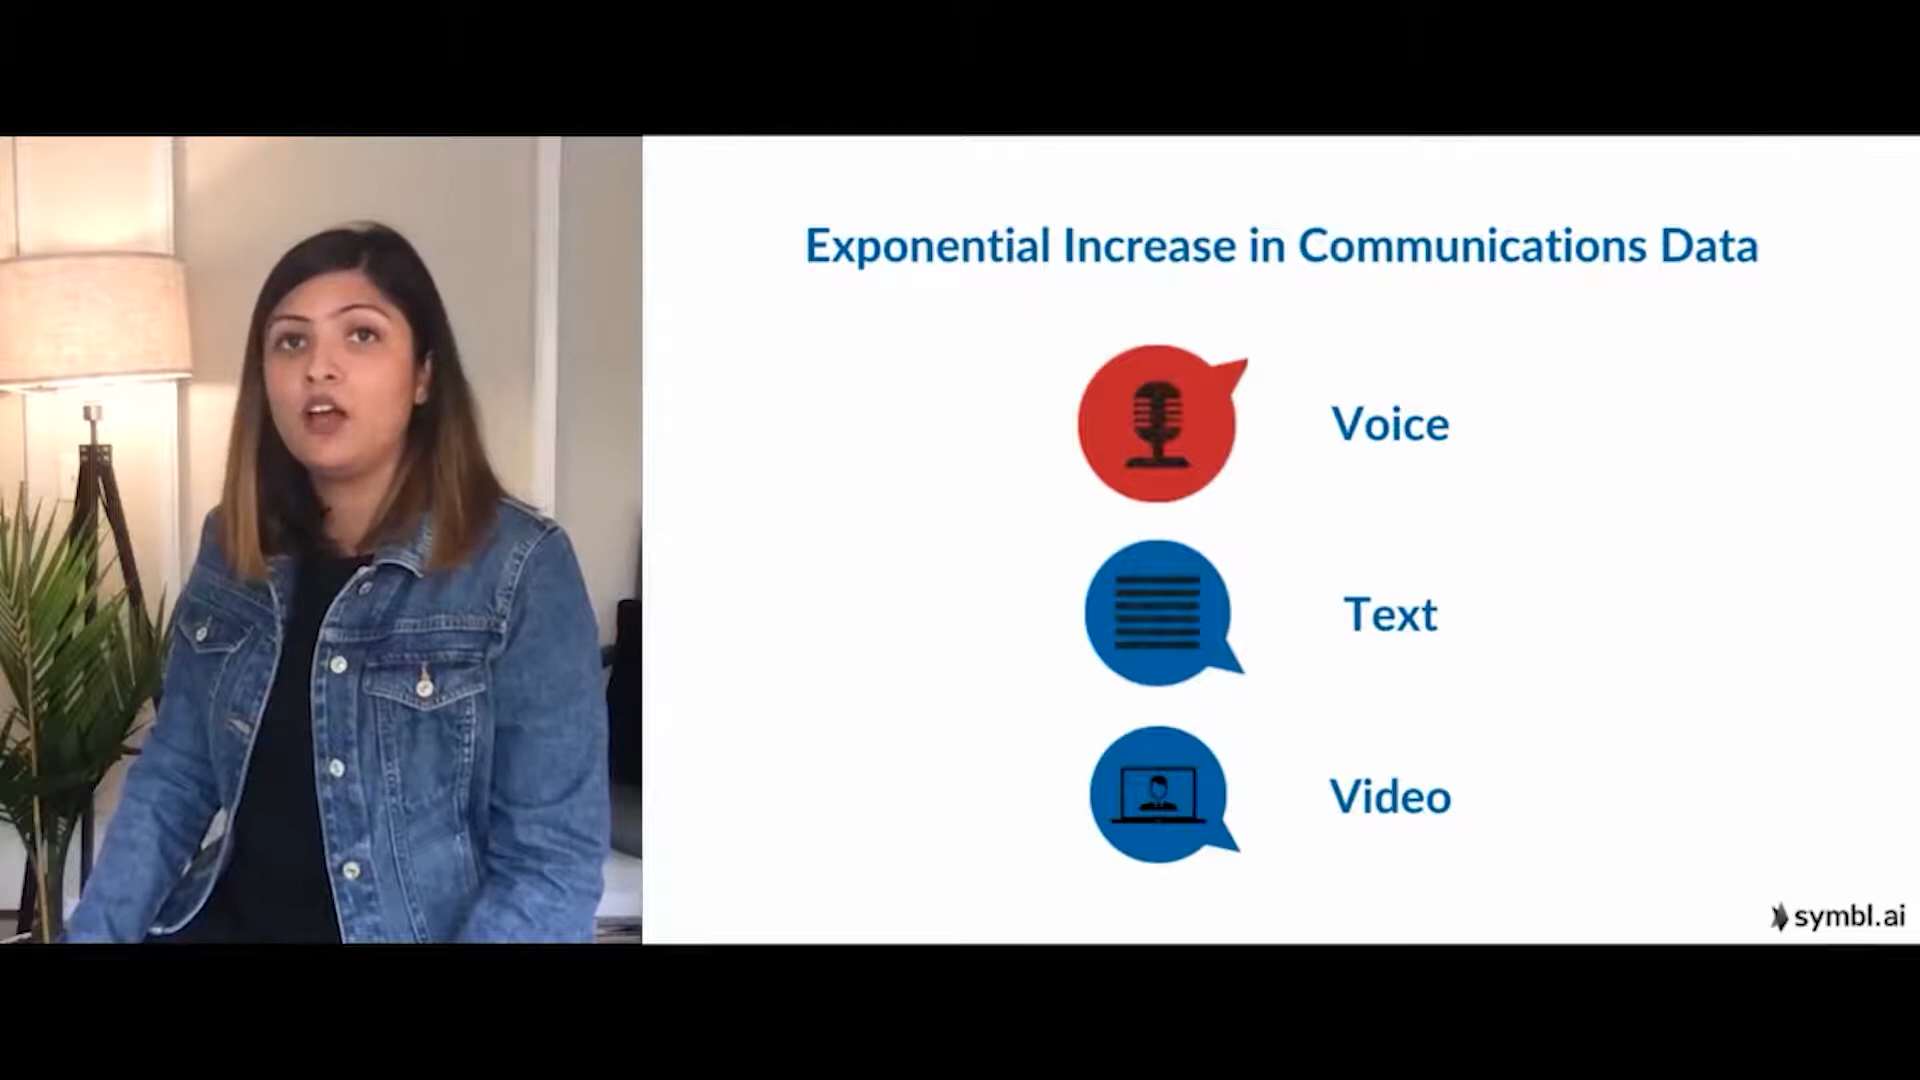 Exponential Increase in Communications Data
Voice
Text
Video
symbl.ai